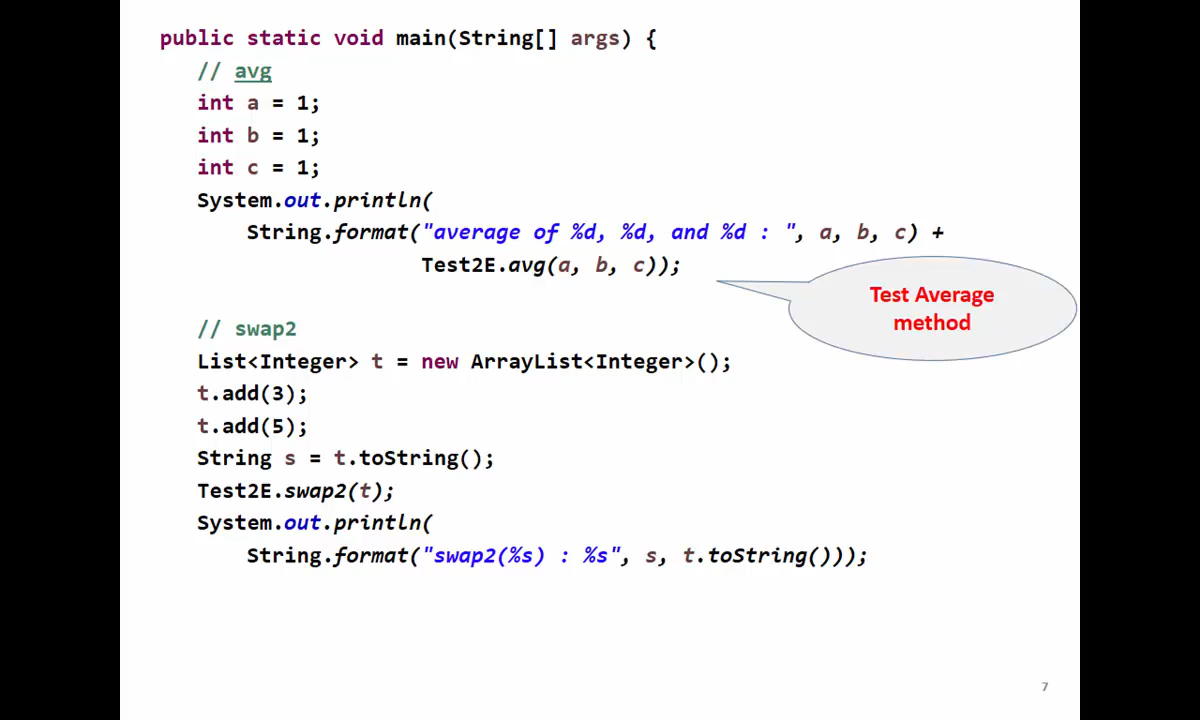 public static void main(String[] args) {
// avg
int a = 1;
int b = 1;
int c = 1;
System.out.println(
String.format("average of %d, %d, and %d : ", a, b, c) +
Test2E.avg(a, b, c));
Test Average
method
// swap2
List<Integer> t = new ArrayList<Integer>();
t.add(3);
t.add(5);
String s = t.toString();
Test2E.swap2(t);
System.out.println(
String.format("swap2(%s) : %s", s, t.toString()));
7